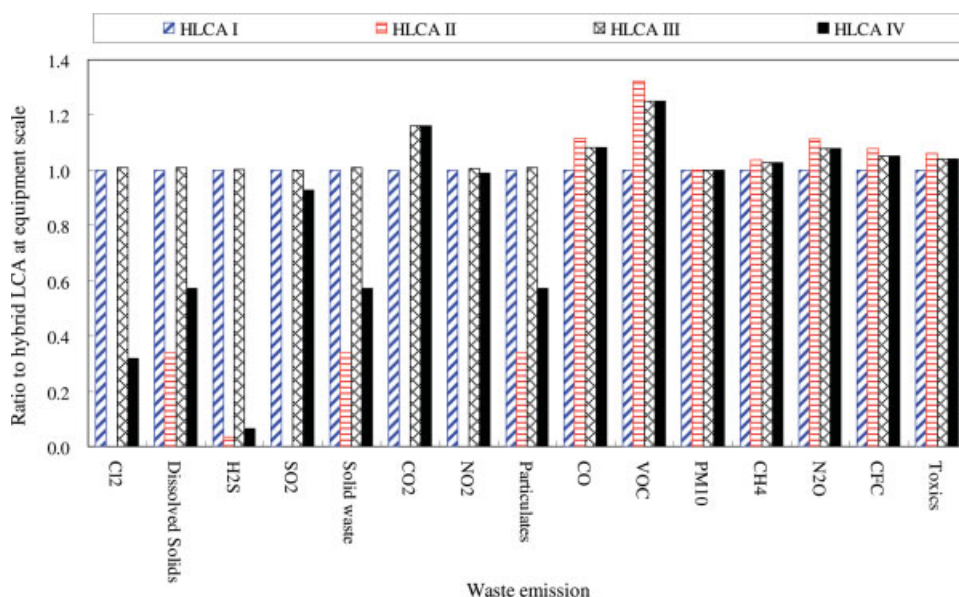 HLCA I HLCA II HLCA III HLCA IV
Ratio to hybrid LCA at equipment scale
1.4
1.2
1.0
0.8
0.6
0.4
0.2
0.0
Cl2
Dissolved Solids
H2S
SO2
Solid waste
CO2
NO2
Particulates
CO
VOC
PM10
CH4
N2O
CFC
Toxics
Waste emission